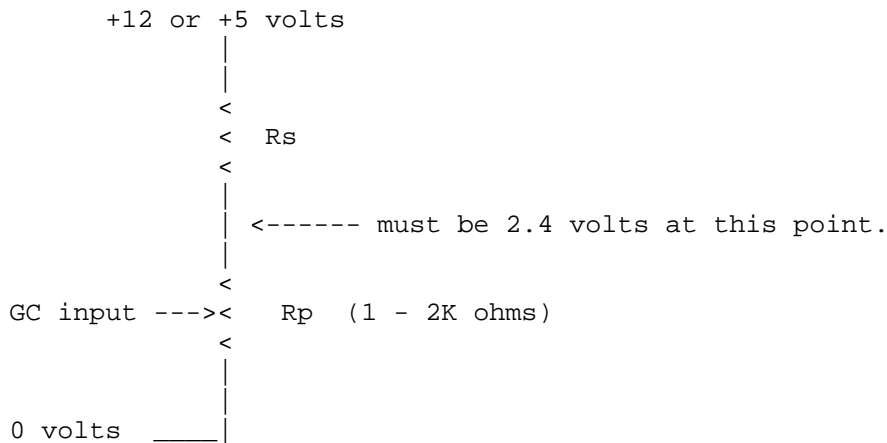 +12 or +5 volts
|
|
<
< Rs
<
|
| <------ must be 2.4 volts at this point.
|
<
GC input ---->< Rp (1 - 2K ohms)
<
|
|
0 volts ____|